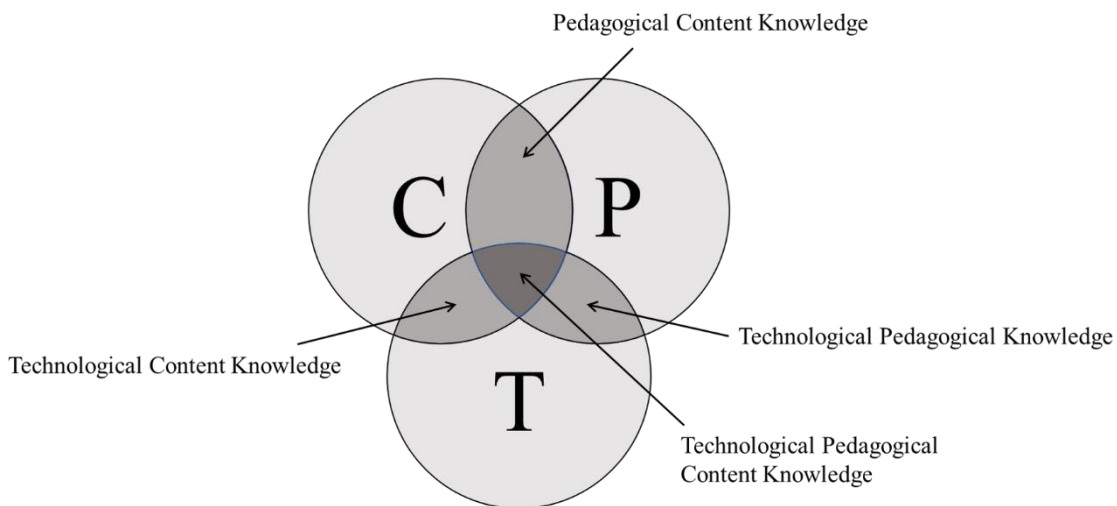 Pedagogical Content Knowledge
C
P
Technological Pedagogical Knowledge
Technological Content Knowledge
T
Technological Pedagogical
Content Knowledge